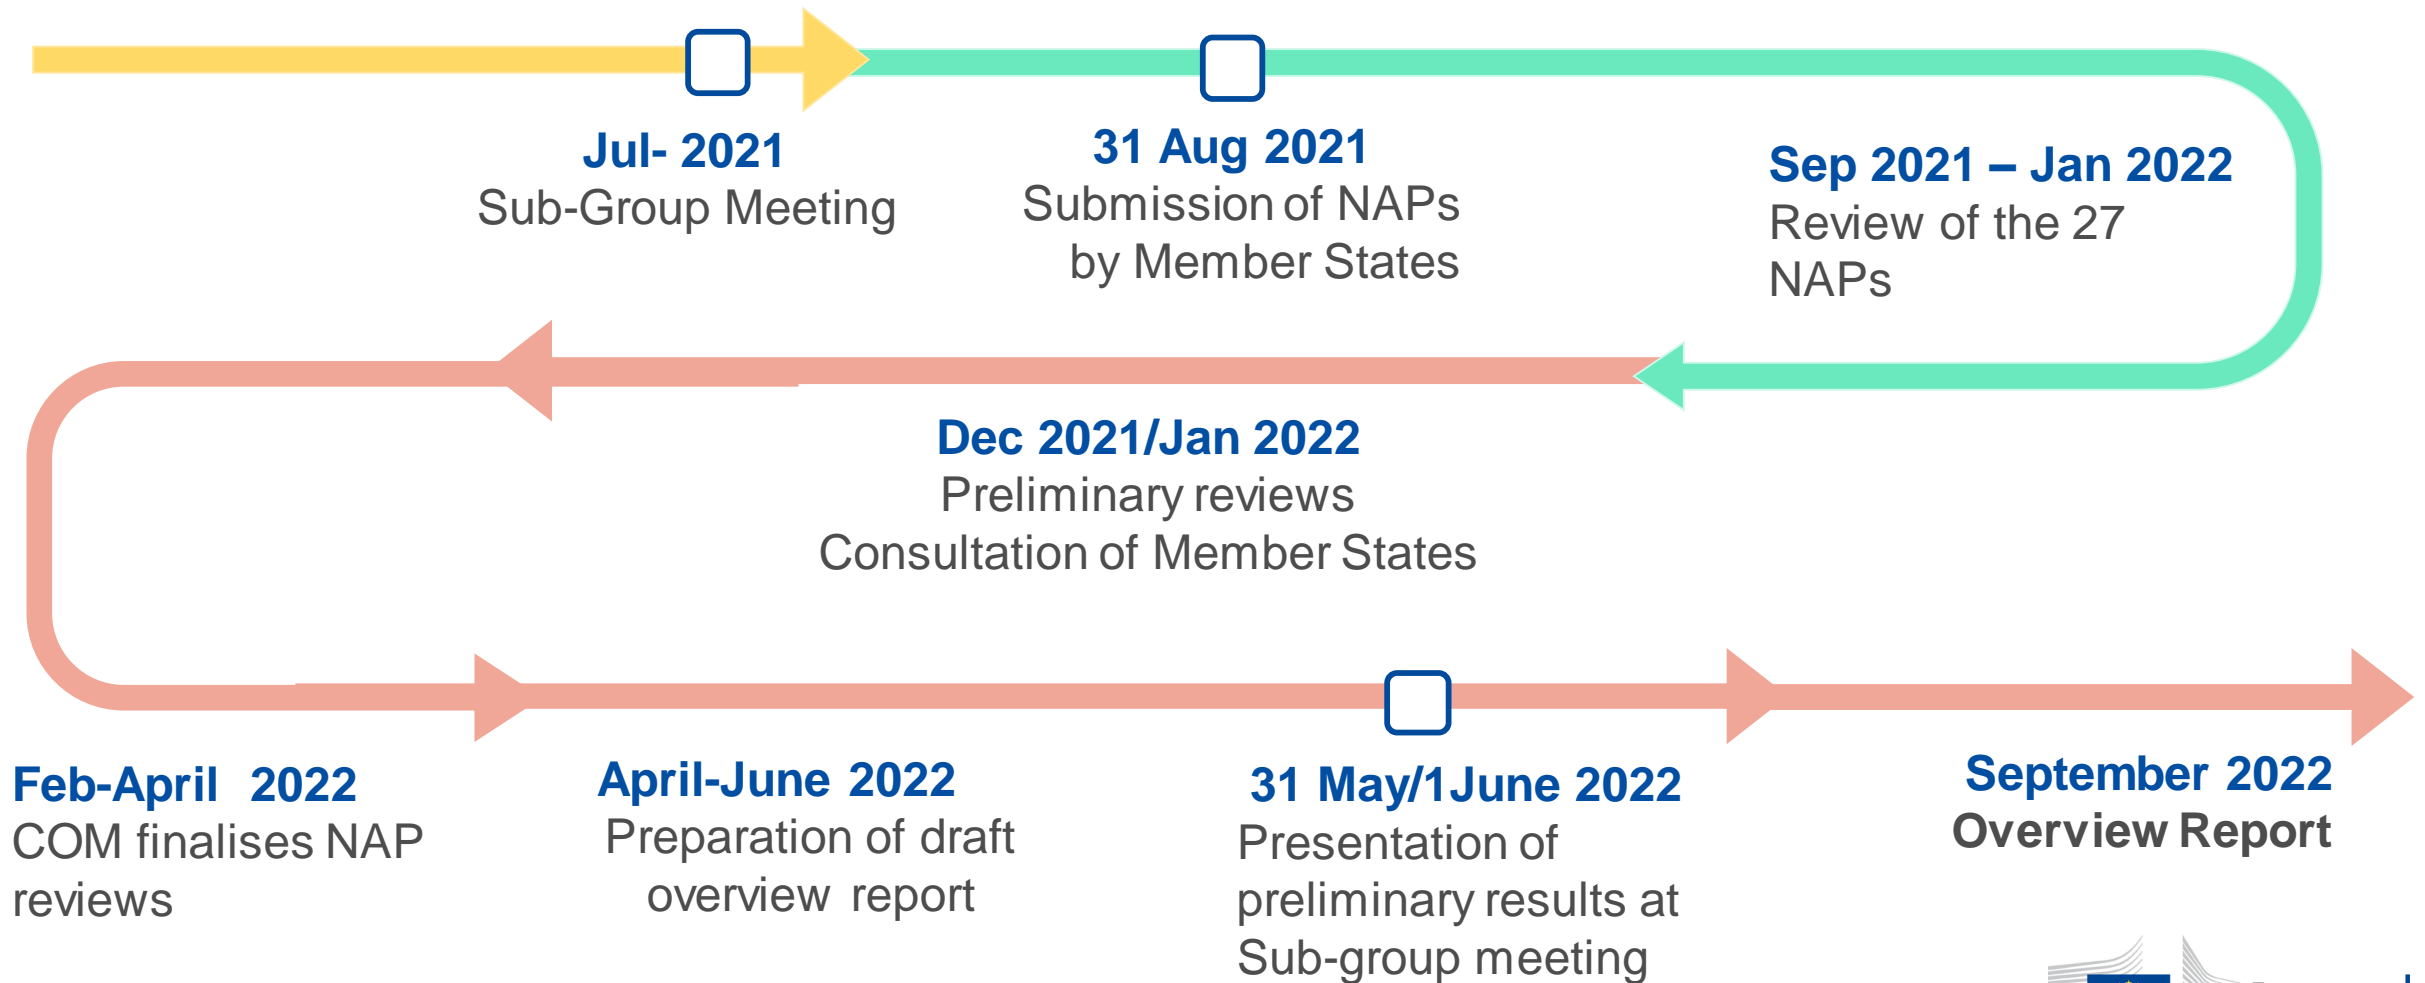 Jul- 2021
Sub-Group Meeting
31 Aug 2021
Submission of NAPs
by Member States
Sep 2021 – Jan 2022
Review of the 27
NAPs
Dec 2021/Jan 2022
Preliminary reviews
Consultation of Member States
Feb-April 2022
COM finalises NAP
reviews
April-June 2022
Preparation of draft
overview report
31 May/1June 2022
Presentation of
preliminary results at
Sub-group meeting
September 2022
Overview Report